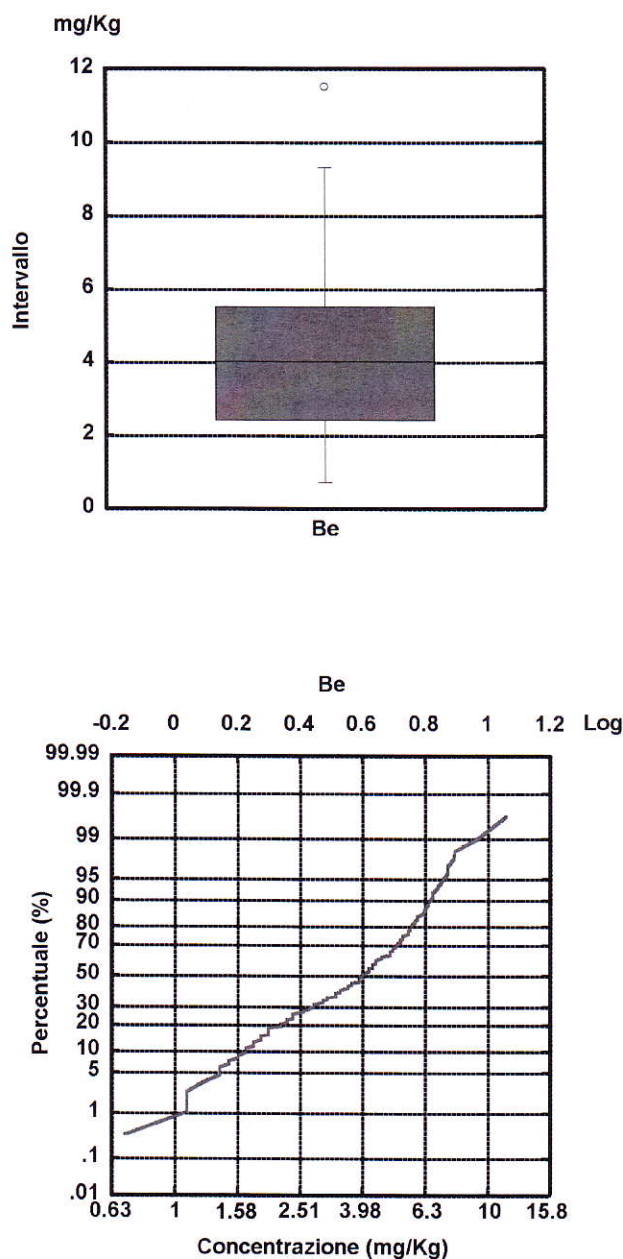 mg/Kg
12
10
8
6
4
2
0
Intervallo
Be
Be
-0.2 0 0.2 0.4 0.6 0.8 1 1.2 Log
99.99
99.9
99
95
90
80
70
50
30
20
10
5
1
.1
.01
Percentuale (%)
0.63 1 1.58 2.51 3.98 6.3 10 15.8
Concentrazione (mg/Kg)